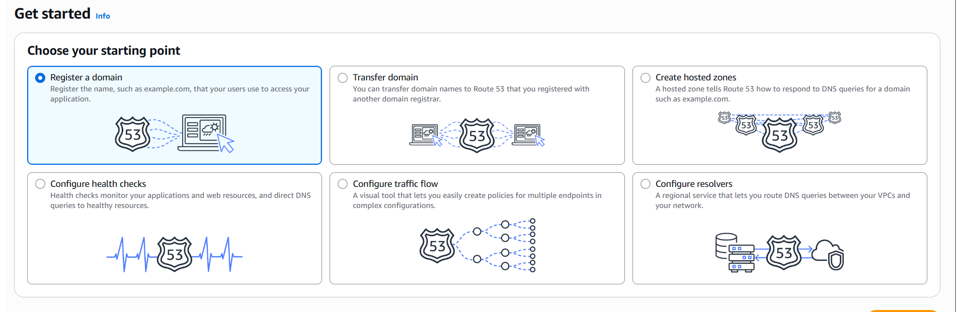 Get started Info
Choose your starting point
Register a domain
Register the name, such as example.com, that your users use to access your
application.
53
Transfer domain
You can transfer domain names to Route 53 that you registered with
another domain registrar.
53
Create hosted zones
A hosted zone tells Route 53 how to respond to DNS queries for a domain
such as example.com.
53 53 53 53 53
Configure health checks
Health checks monitor your applications and web resources, and direct DNS
queries to healthy resources.
53
Configure traffic flow
A visual tool that lets you easily create policies for multiple endpoints in
complex configurations.
53
Configure resolvers
A regional service that lets you route DNS queries between your VPCs and
your network.
53